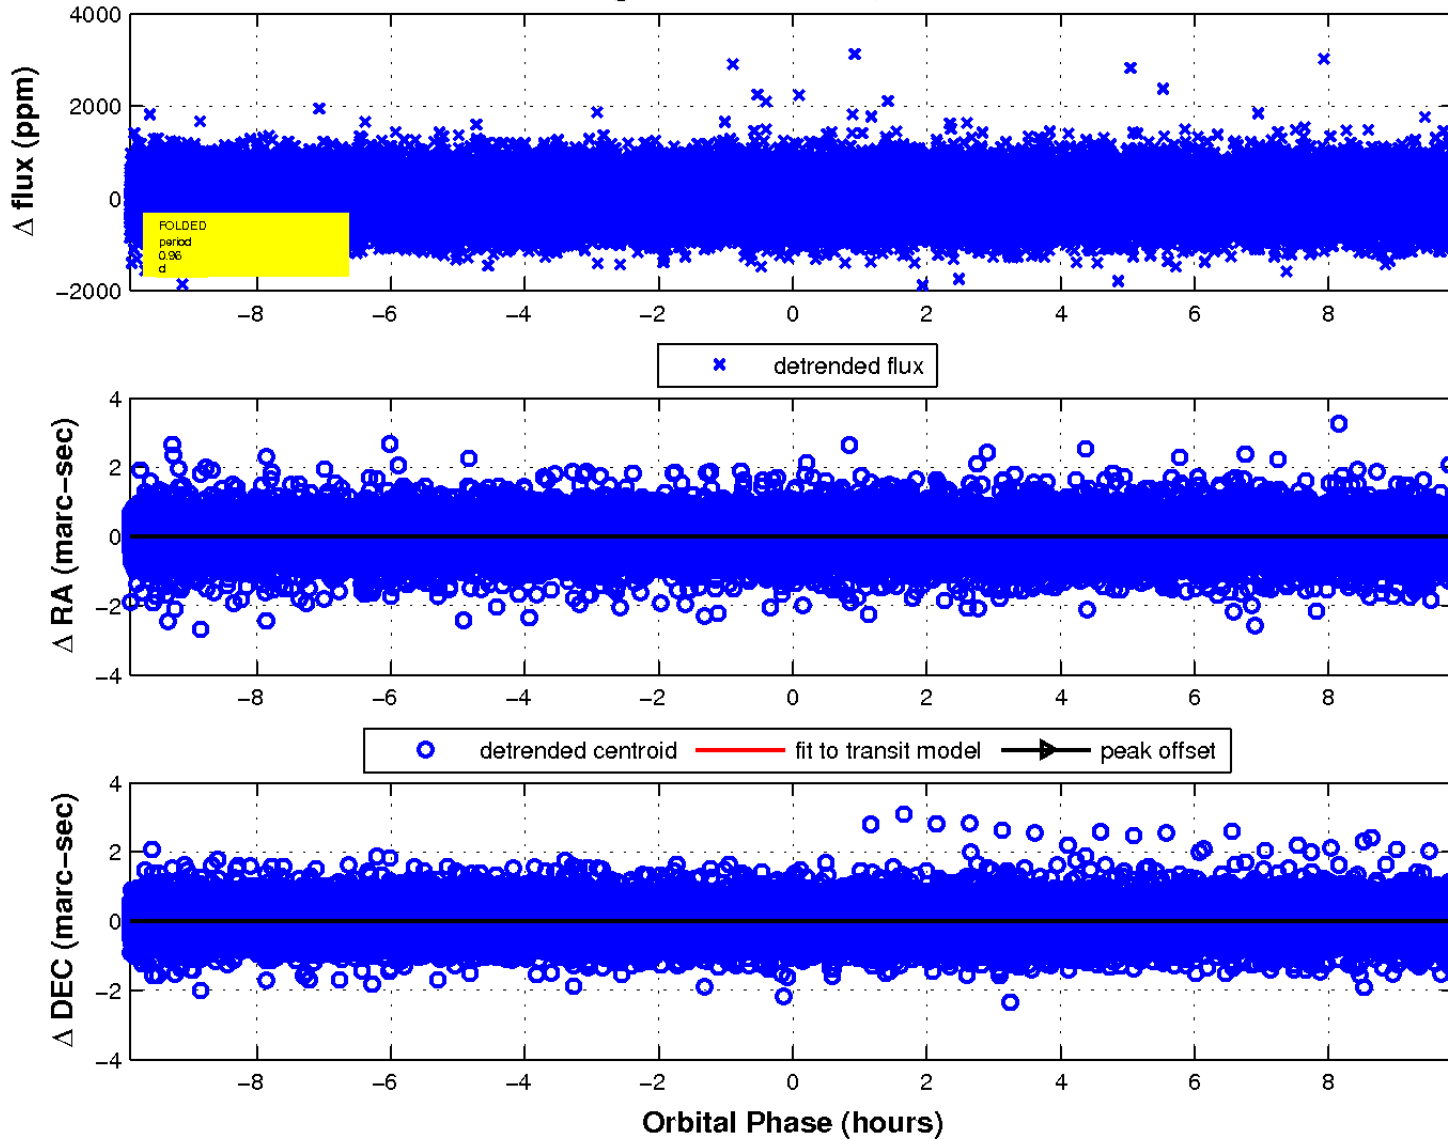 4000
2000
0
−2000
Δ flux (ppm)
FOLDED
period
0.96
d
−8 −6 −4 −2 0 2 4 6 8
detrended flux
4
2
0
−2
−4
Δ RA (marc−sec)
−8 −6 −4 −2 0 2 4 6 8
detrended centroid fit to transit model peak offset
4
2
0
−2
−4
Δ DEC (marc−sec)
−8 −6 −4 −2 0 2 4 6 8
Orbital Phase (hours)